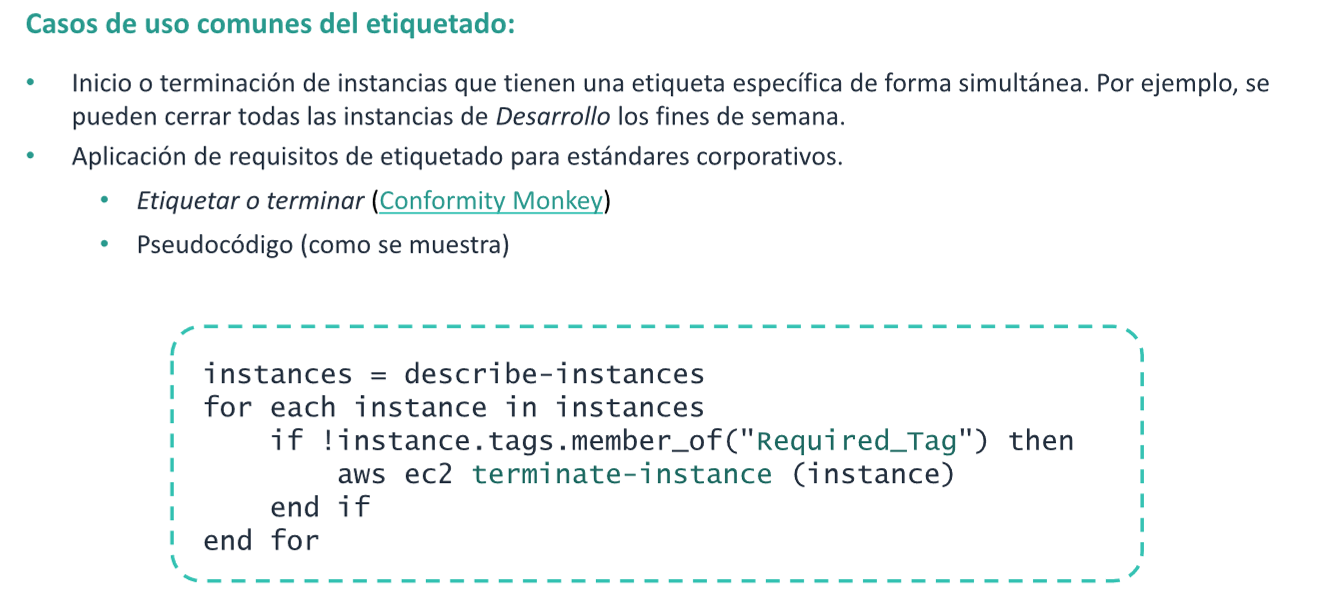 Casos de uso comunes del etiquetado:
• Inicio o terminación de instancias que tienen una etiqueta específica de forma simultánea. Por ejemplo, se
pueden cerrar todas las instancias de Desarrollo los fines de semana.
• Aplicación de requisitos de etiquetado para estándares corporativos.
• Etiquetar o terminar (Conformity Monkey)
• Pseudocódigo (como se muestra)
instances = describe-instances
for each instance in instances
    if !instance.tags.member_of("Required_Tag") then
        aws ec2 terminate-instance (instance)
    end if
end for